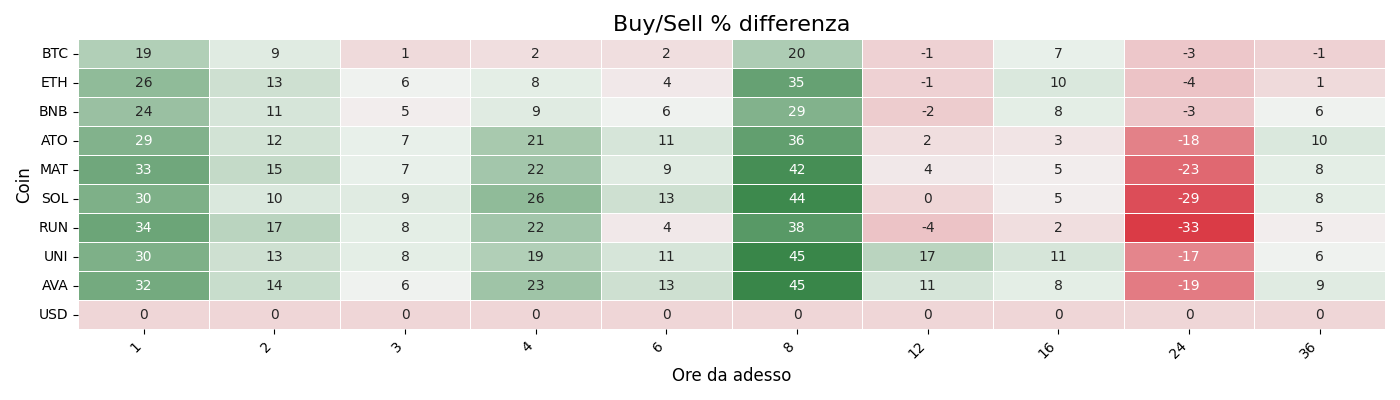 Buy/Sell % differenza
BTC 19 9 1 2 2 20 -1 7 -3 -1
ETH 26 13 6 8 4 35 -1 10 -4 1
BNB 24 11 5 9 6 29 -2 8 -3 6
ATO 29 12 7 21 11 36 2 3 -18 10
MAT 33 15 7 22 9 42 4 5 -23 8
SOL 30 10 9 26 13 44 0 5 -29 8
RUN 34 17 8 22 4 38 -4 2 -33 5
UNI 30 13 8 19 11 45 17 11 -17 6
AVA 32 14 6 23 13 45 11 8 -19 9
USD 0 0 0 0 0 0 0 0 0 0
Coin
1 2 3 4 6 8 12 16 24 36
Ore da adesso